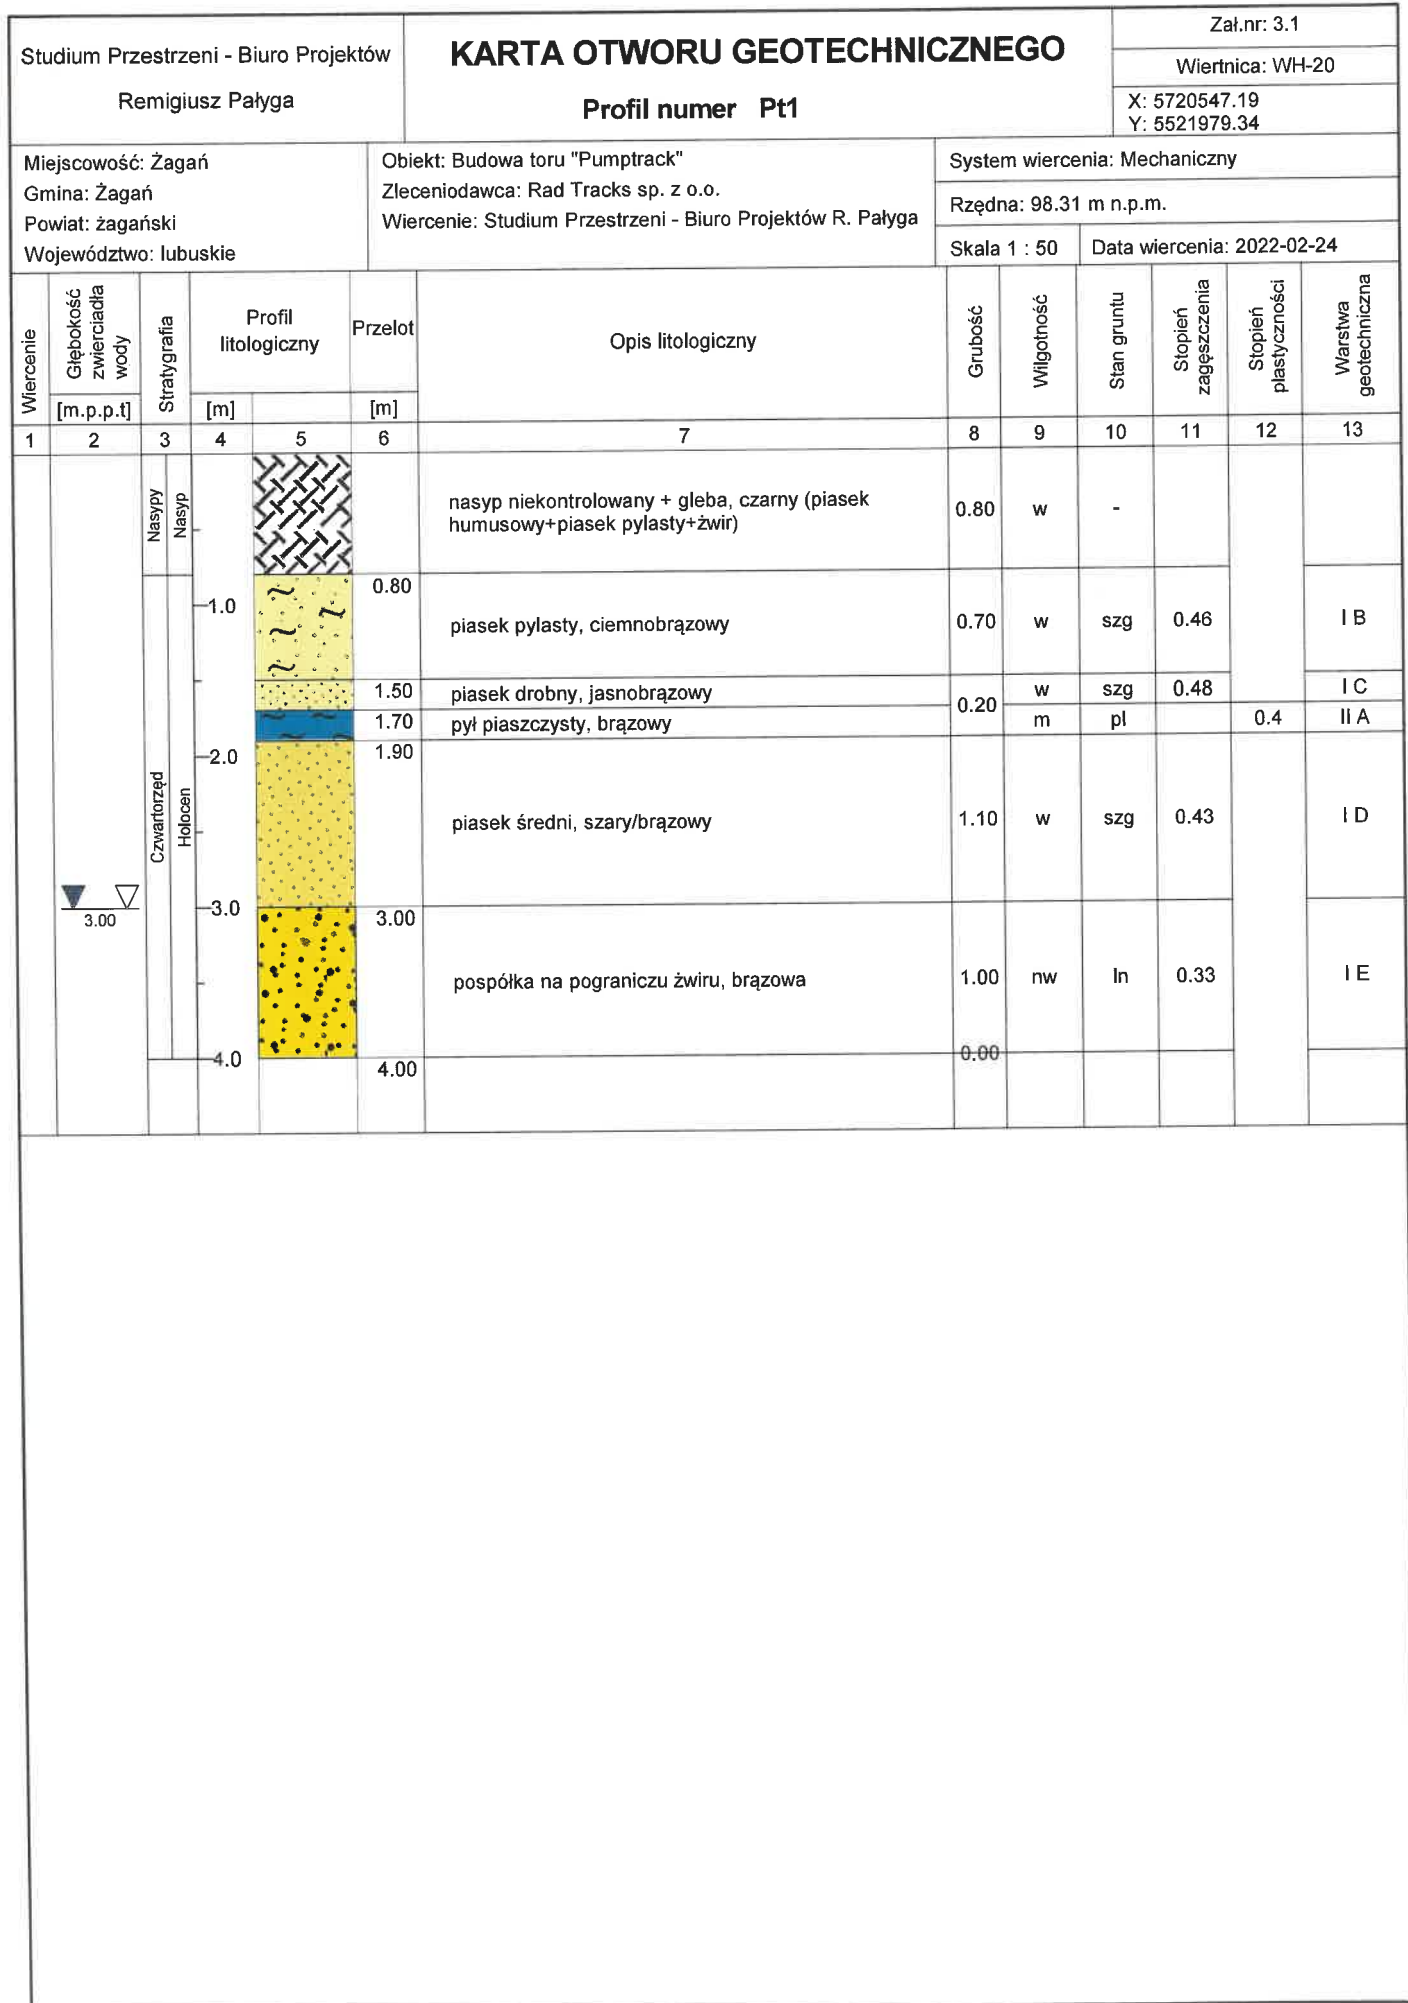 Studium Przestrzeni - Biuro Projektów
Remigiusz Pałyga
KARTA OTWORU GEOTECHNICZNEGO
Profil numer Pt1
Zał.nr: 3.1
Wiertnica: WH-20
X: 5720547.19
Y: 5521979.34
Miejscowość: Żagań
Gmina: Żagań
Powiat: żagański
Województwo: lubuskie
Obiekt: Budowa toru "Pumptrack"
Zleceniodawca: Rad Tracks sp. z o.o.
Wiercenie: Studium Przestrzeni - Biuro Projektów R. Pałyga
System wiercenia: Mechaniczny
Rzędna: 98.31 m n.p.m.
Skala 1 : 50
Data wiercenia: 2022-02-24
Wiercenie
Głębokość
zwierciadła
wody
[m.p.p.t]
Stratygrafia
Profil
litologiczny
[m]
Przelot
[m]
Opis litologiczny
Grubość
Wilgotność
Stan gruntu
Stopień
zagęszczenia
Stopień
plastyczności
Warstwa
geotechniczna
1 2 3 4 5 6 7 8 9 10 11 12 13
Nasypy
Nasyp
nasyp niekontrolowany + gleba, czarny (piasek
humusowy+piasek pylasty+żwir)
0.80 w -
0.80
1.0
piasek pylasty, ciemnobrązowy 0.70 w szg 0.46 I B
1.50 piasek drobny, jasnobrązowy w szg 0.48 I C
0.20
1.70 pył piaszczysty, brązowy m pl 0.4 II A
1.90
2.0
Czwartorzęd
Holocen
piasek średni, szary/brązowy 1.10 w szg 0.43 I D
3.00
3.0
3.00
pospółka na pograniczu żwiru, brązowa 1.00 nw ln 0.33 I E
4.0
0.00
4.00